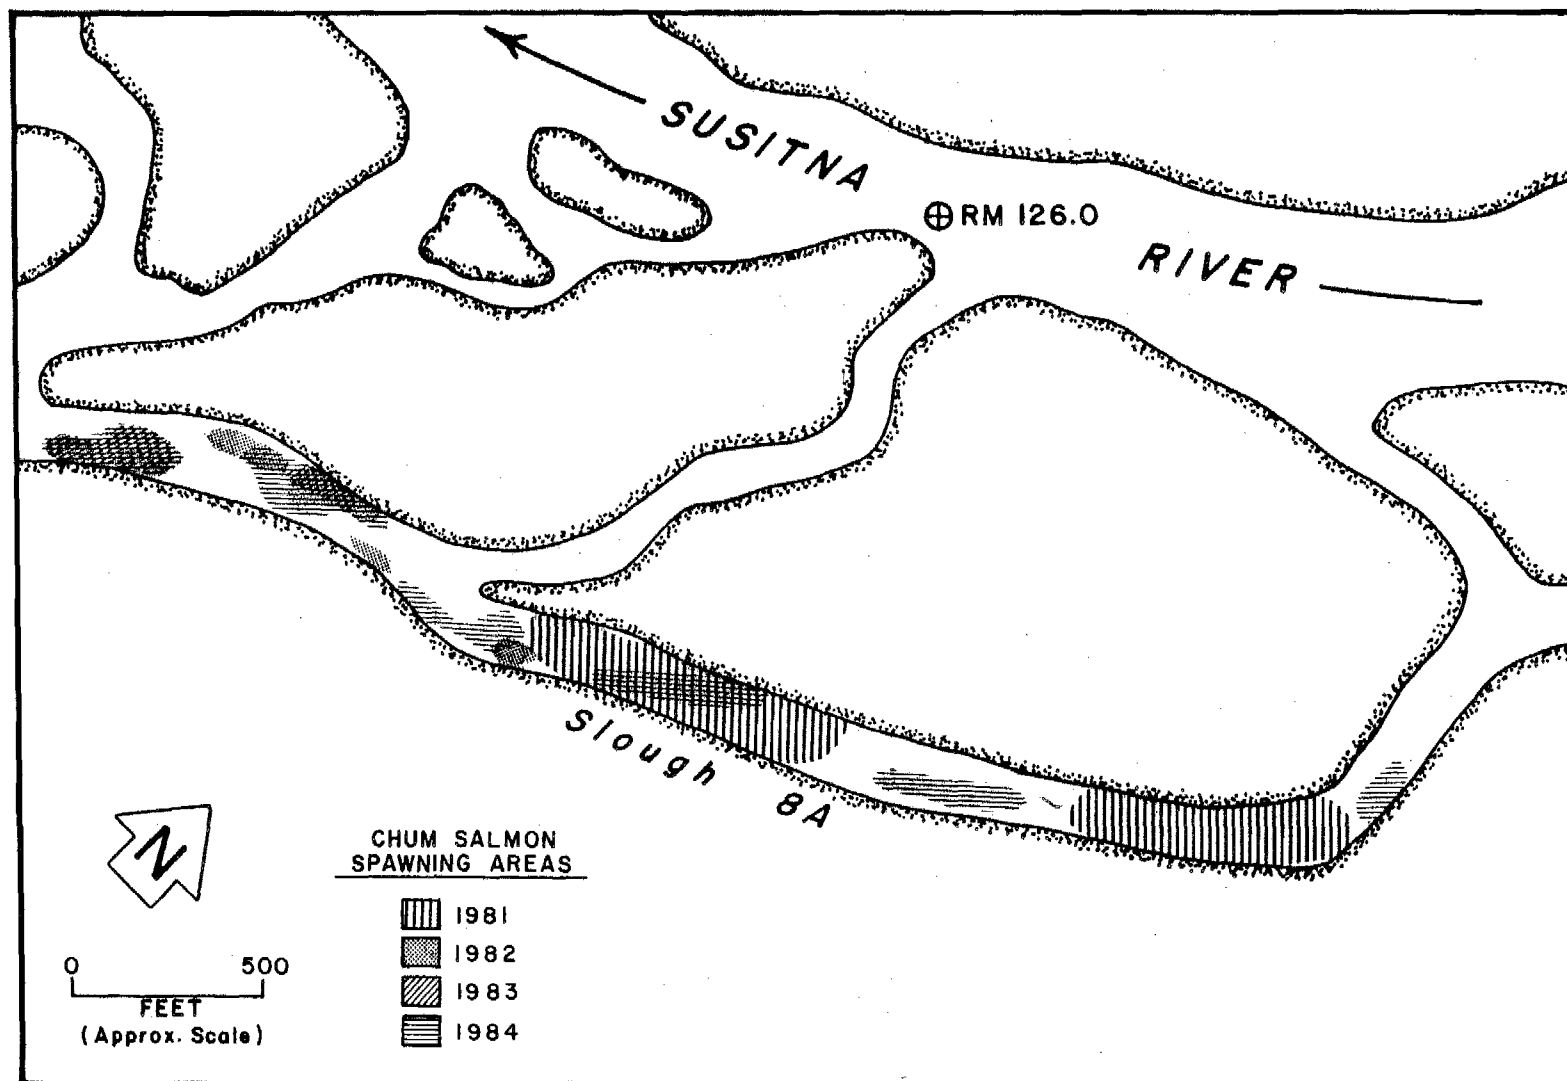 SUSITNA
RM 126.0
RIVER
Slough 8A
N
CHUM SALMON
SPAWNING AREAS
1981
1982
1983
1984
0 500
FEET
(Approx. Scale)